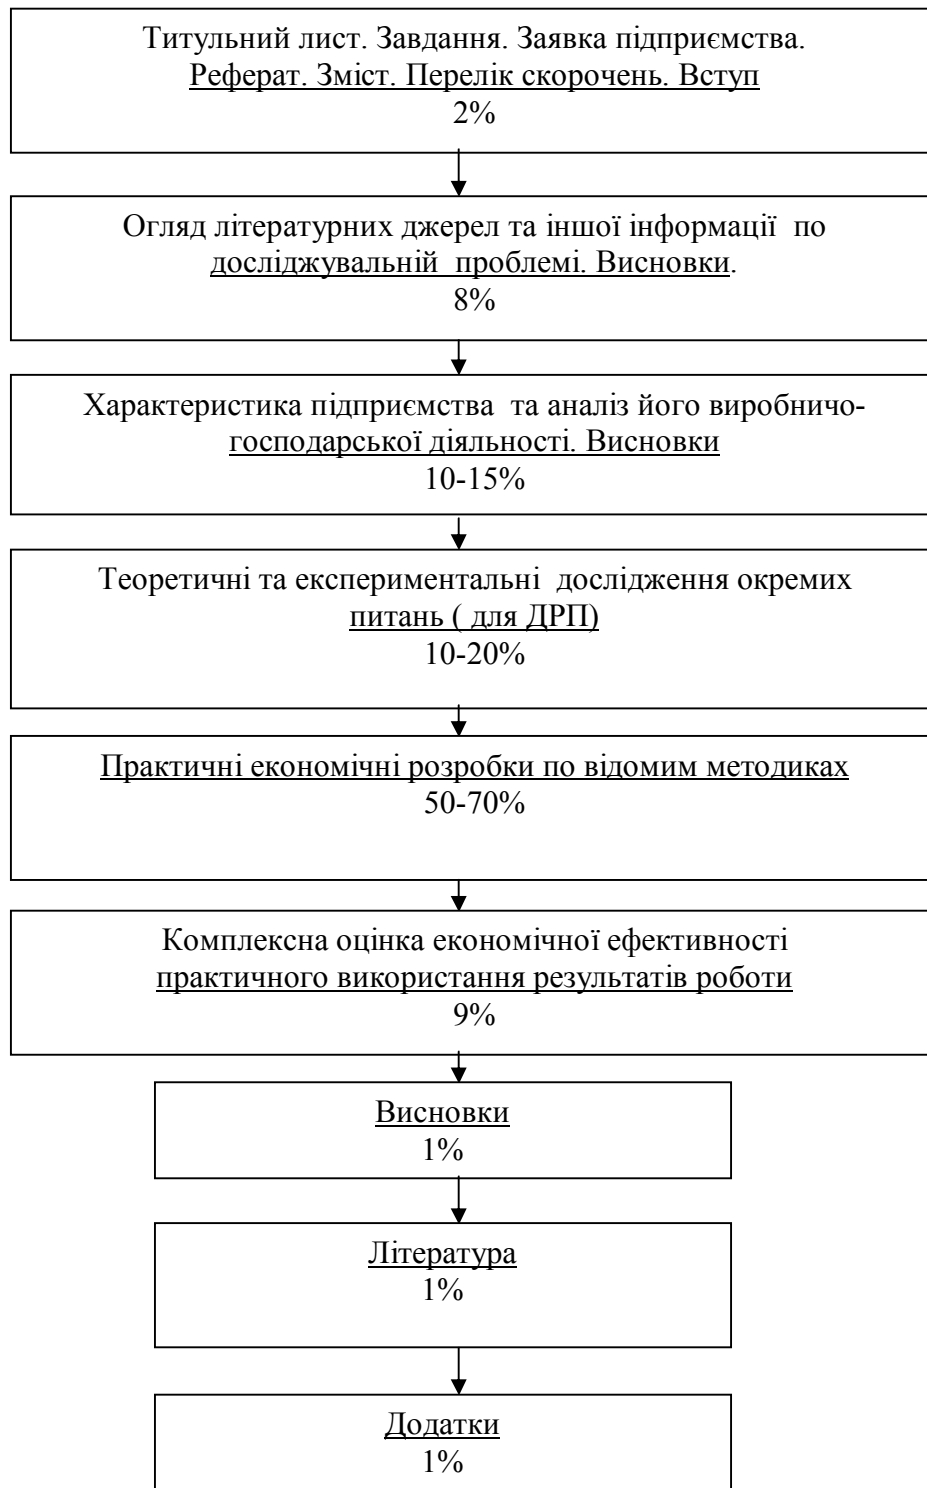 Титульний лист. Завдання. Заявка підприємства.
Реферат. Зміст. Перелік скорочень. Вступ
2%
Огляд літературних джерел та іншої інформації по
досліджувальній проблемі. Висновки.
8%
Характеристика підприємства та аналіз його виробничо-
господарської діяльності. Висновки
10-15%
Теоретичні та експериментальні дослідження окремих
питань ( для ДРП)
10-20%
Практичні економічні розробки по відомим методиках
50-70%
Комплексна оцінка економічної ефективності
практичного використання результатів роботи
9%
Висновки
1%
Література
1%
Додатки
1%